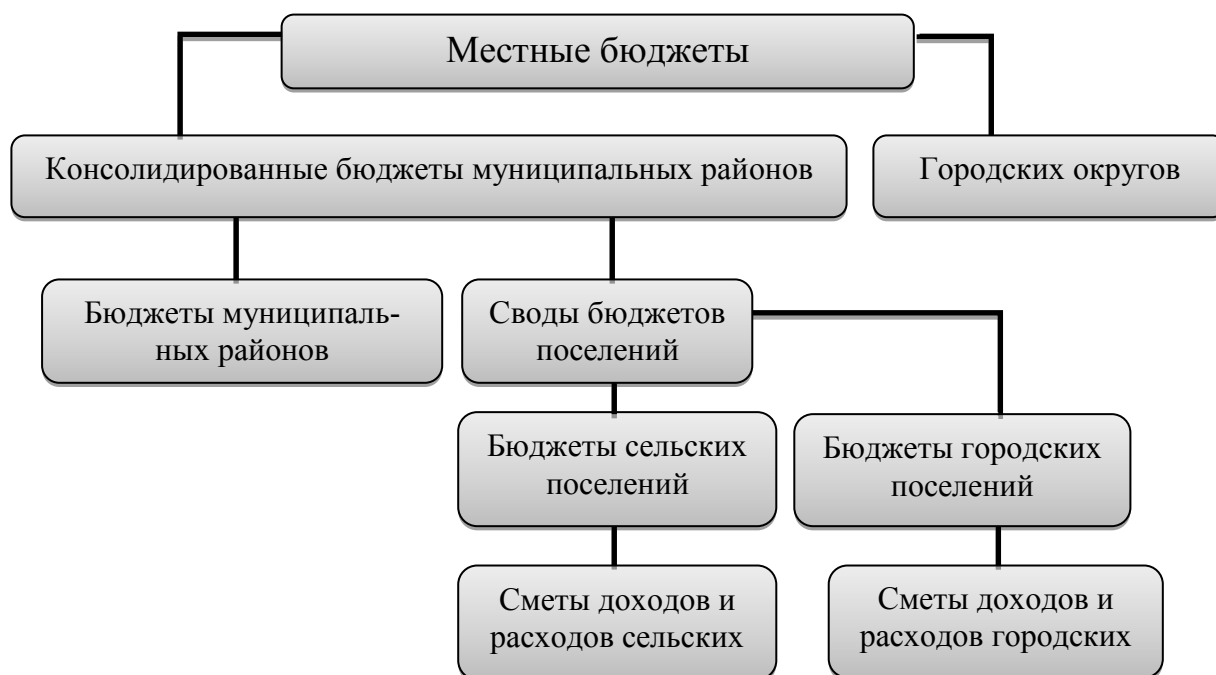 Местные бюджеты
Консолидированные бюджеты муниципальных районов
Городских округов
Бюджеты муниципаль-
ных районов
Своды бюджетов
поселений
Бюджеты сельских
поселений
Бюджеты городских
поселений
Сметы доходов и
расходов сельских
Сметы доходов и
расходов городских